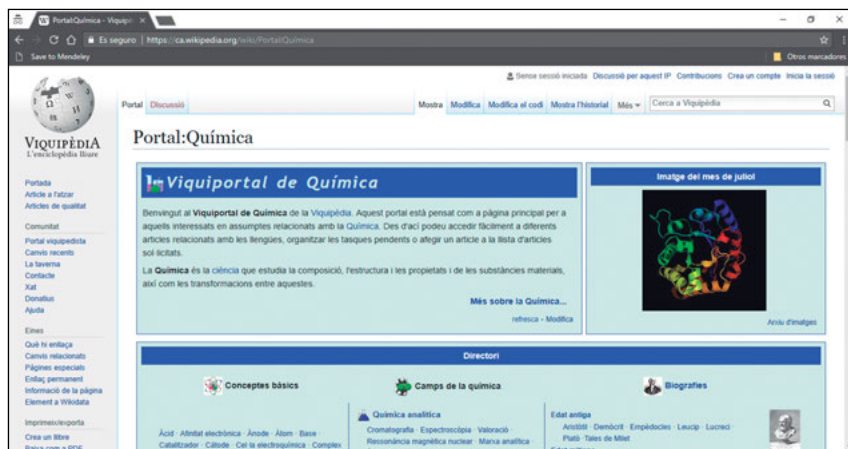 Portal:Química - Viquip
Es seguro | https://ca.wikipedia.org/wiki/Portal:Química
Save to Mendeley
Otros marcadores
Sense sessió iniciada Discussió per aquest IP Contribucions Crea un compte Inicia la sessió
Portal Discussió Mostra Modifica Modifica el codi Mostra l'historial Més Cerca a Viquipèdia
VIQUIPÈDIA
L'enciclopèdia lliure
Portada
Article a l'atzar
Articles de qualitat
Comunitat
Portal viquipedista
Canvis recents
La taverna
Contacte
Xat
Donatius
Ajuda
Eines
Què hi enllaça
Canvis relacionats
Pàgines especials
Enllaç permanent
Informació de la pàgina
Element a Wikidata
Imprimeix/exporta
Crea un llibre
Baixa com a PDF
Portal:Química
Viquiportal de Química
Benvingut al Viquiportal de Química de la Viquipèdia. Aquest portal està pensat com a pàgina principal per a
aquells interessats en assumptes relacionats amb la Química. Des d'ací podeu accedir fàcilment a diferents
articles relacionats amb les llengües, organitzar les tasques pendents o afegir un article a la llista d'articles
sol·licitats.
La Química és la ciència que estudia la composició, l'estructura i les propietats i de les substàncies materials,
així com les transformacions entre aquestes.
Més sobre la Química...
refresca - Modifica
Imatge del mes de juliol
Arxiu d'imatges
Directori
Conceptes bàsics
Àcid · Afinitat electrònica · Ànode · Àtom · Base ·
Catalitzador · Càtode · Cel·la electroquímica · Complex
Camps de la química
Química analítica
Cromatografia · Espectroscòpia · Valoració ·
Ressonància magnètica nuclear · Marxa analítica ·
Biografies
Edat antiga
Aristòtil · Demòcrit · Empèdocles · Leucip · Lucreci ·
Plató · Tales de Milet